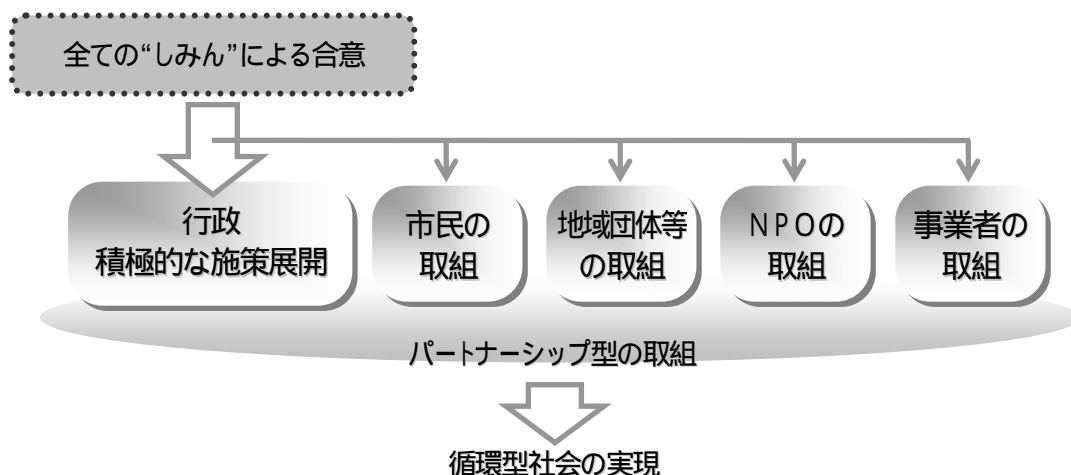 全ての“しみん”による合意
行政
積極的な施策展開
市民の
取組
地域団体等
の取組
ＮＰＯの
取組
事業者の
取組
パートナーシップ型の取組
循環型社会の実現